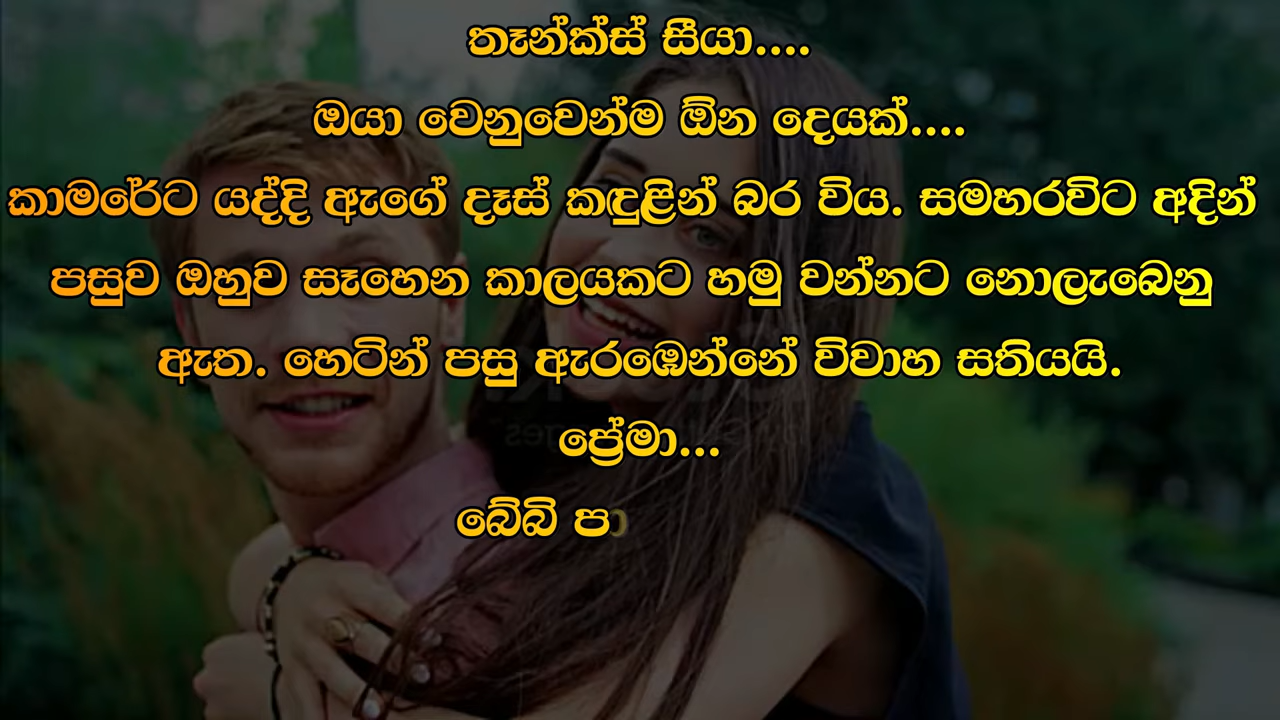 තෑන්ක්ස් සීයා....
ඔයා වෙනුවෙන්ම ඕන දෙයක්....
කාමරේට යද්දි ඇගේ දෑස් කඳුළින් බර විය. සමහරවිට අදින්
පසුව ඔහුව සෑහෙන කාලයකට හමු වන්නට නොලැබෙනු
ඇත. හෙටින් පසු ඇරඹෙන්නේ විවාහ සතියයි.
ප්‍රේමා...
බේබි පා